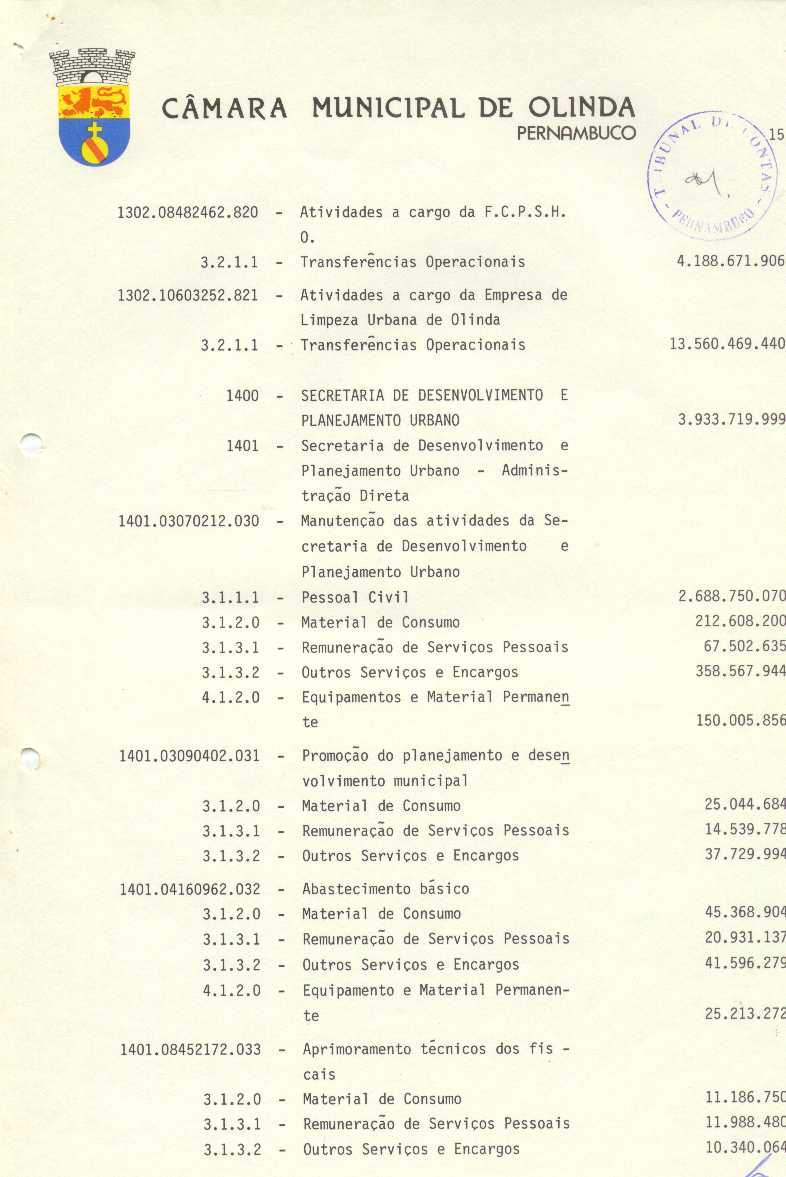 CÂMARA MUNICIPAL DE OLINDA
PERNAMBUCO
15
TRIBUNAL DE CONTAS
- PERNAMBUCO -
1302.08482462.820 - Atividades a cargo da F.C.P.S.H.
O.
3.2.1.1 - Transferências Operacionais 4.188.671.906
1302.10603252.821 - Atividades a cargo da Empresa de
Limpeza Urbana de Olinda
3.2.1.1 - Transferências Operacionais 13.560.469.440
1400 - SECRETARIA DE DESENVOLVIMENTO E
PLANEJAMENTO URBANO 3.933.719.999
1401 - Secretaria de Desenvolvimento e
Planejamento Urbano - Adminis-
tração Direta
1401.03070212.030 - Manutenção das atividades da Se-
cretaria de Desenvolvimento e
Planejamento Urbano
3.1.1.1 - Pessoal Civil 2.688.750.070
3.1.2.0 - Material de Consumo 212.608.200
3.1.3.1 - Remuneração de Serviços Pessoais 67.502.635
3.1.3.2 - Outros Serviços e Encargos 358.567.944
4.1.2.0 - Equipamentos e Material Permanen
te 150.005.856
1401.03090402.031 - Promoção do planejamento e desen
volvimento municipal
3.1.2.0 - Material de Consumo 25.044.684
3.1.3.1 - Remuneração de Serviços Pessoais 14.539.778
3.1.3.2 - Outros Serviços e Encargos 37.729.994
1401.04160962.032 - Abastecimento básico
3.1.2.0 - Material de Consumo 45.368.904
3.1.3.1 - Remuneração de Serviços Pessoais 20.931.137
3.1.3.2 - Outros Serviços e Encargos 41.596.279
4.1.2.0 - Equipamento e Material Permanen-
te 25.213.272
1401.08452172.033 - Aprimoramento técnicos dos fis -
cais
3.1.2.0 - Material de Consumo 11.186.750
3.1.3.1 - Remuneração de Serviços Pessoais 11.988.480
3.1.3.2 - Outros Serviços e Encargos 10.340.064